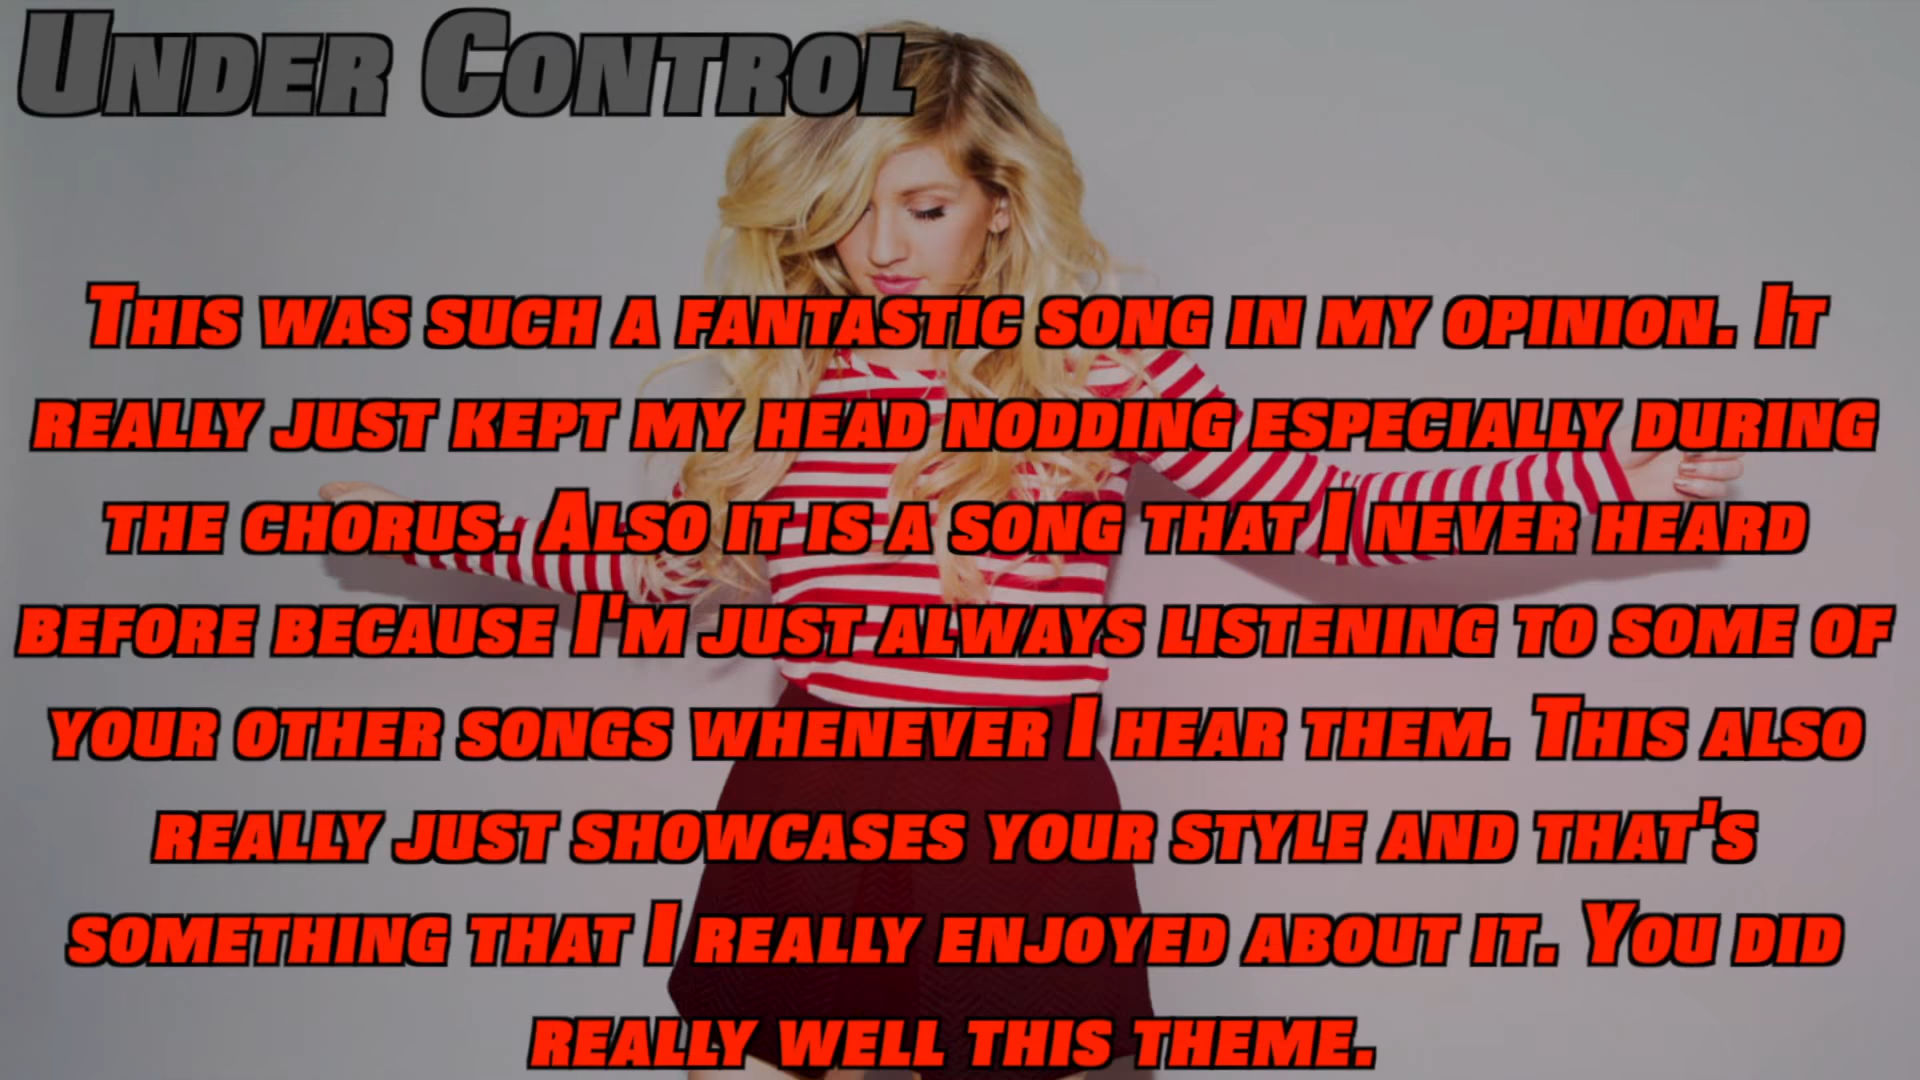 Under Control
This was such a fantastic song in my opinion. It
really just kept my head nodding especially during
the chorus. Also it is a song that I never heard
before because I'm just always listening to some of
your other songs whenever I hear them. This also
really just showcases your style and that's
something that I really enjoyed about it. You did
really well this theme.